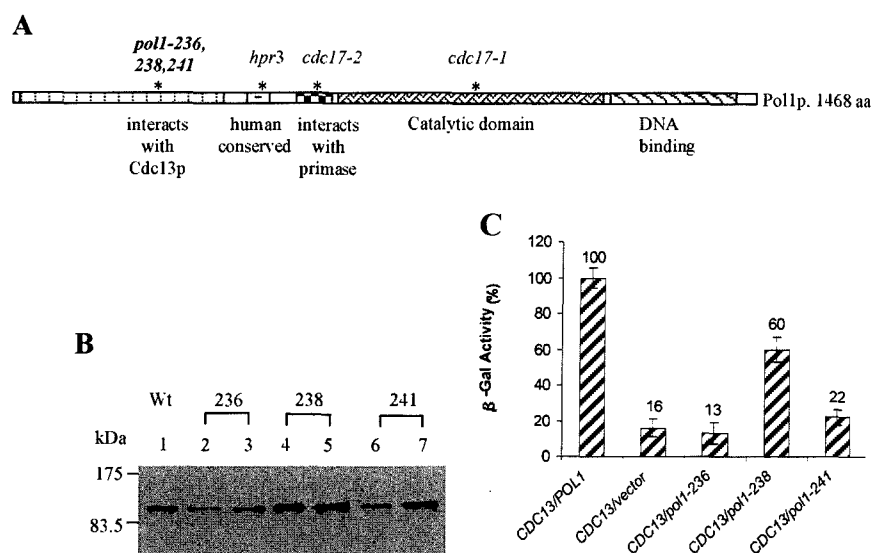 A
pol1-236,
238,241
hpr3 cdc17-2 cdc17-1
* * * *
Pol1p. 1468 aa
interacts
with
Cdc13p
human
conserved
interacts
with
primase
Catalytic domain
DNA
binding
B
Wt 236 238 241
kDa 1 2 3 4 5 6 7
175
83.5
C
β-Gal Activity (%)
120
100
80
60
40
20
0
100
16
13
60
22
CDC13/POL1
CDC13/vector
CDC13/pol1-236
CDC13/pol1-238
CDC13/pol1-241